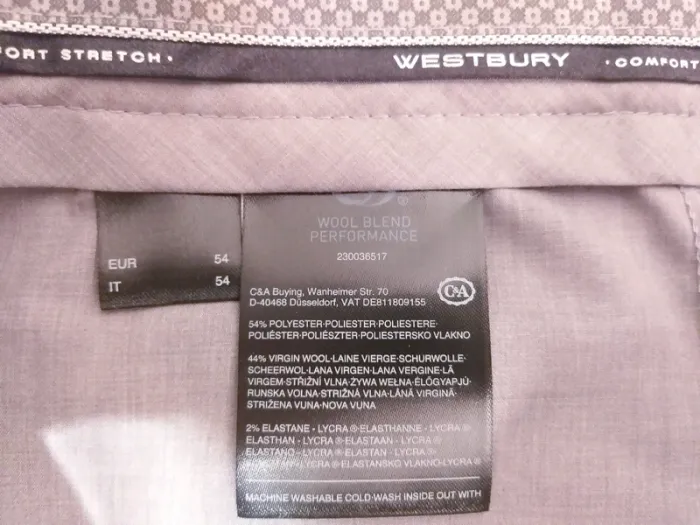 FORT STRETCH · WESTBURY · COMFORT
WOOL BLEND
PERFORMANCE
230036517
EUR 54
IT 54
C&A Buying, Wanheimer Str. 70
D-40468 Düsseldorf, VAT DE811809155
C&A
54% POLYESTER·POLIESTER·POLIESTERE·
POLIÉSTER·POLIÉSZTER·POLIESTERSKO VLAKNO
44% VIRGIN WOOL·LAINE VIERGE·SCHURWOLLE·
SCHEERWOL·LANA VIRGEN·LANA VERGINE·LÃ
VIRGEM·STŘIŽNÍ VLNA·ŻYWA WEŁNA·ÉLŐGYAPJÚ·
RUNSKA VOLNA·STRIŽNÁ VLNA·LÂNĂ VIRGINĂ·
STRIŽENA VUNA·NOVA VUNA
2% ELASTANE · LYCRA ®·ELASTHANNE · LYCRA ®·
ELASTHAN · LYCRA ®·ELASTAAN · LYCRA ®·
ELASTANO · LYCRA ®·ELASTAN · LYCRA ®·
ELASZTÁN · LYCRA ®·ELASTANSKO VLAKNO·LYCRA ®
MACHINE WASHABLE COLD·WASH INSIDE OUT WITH